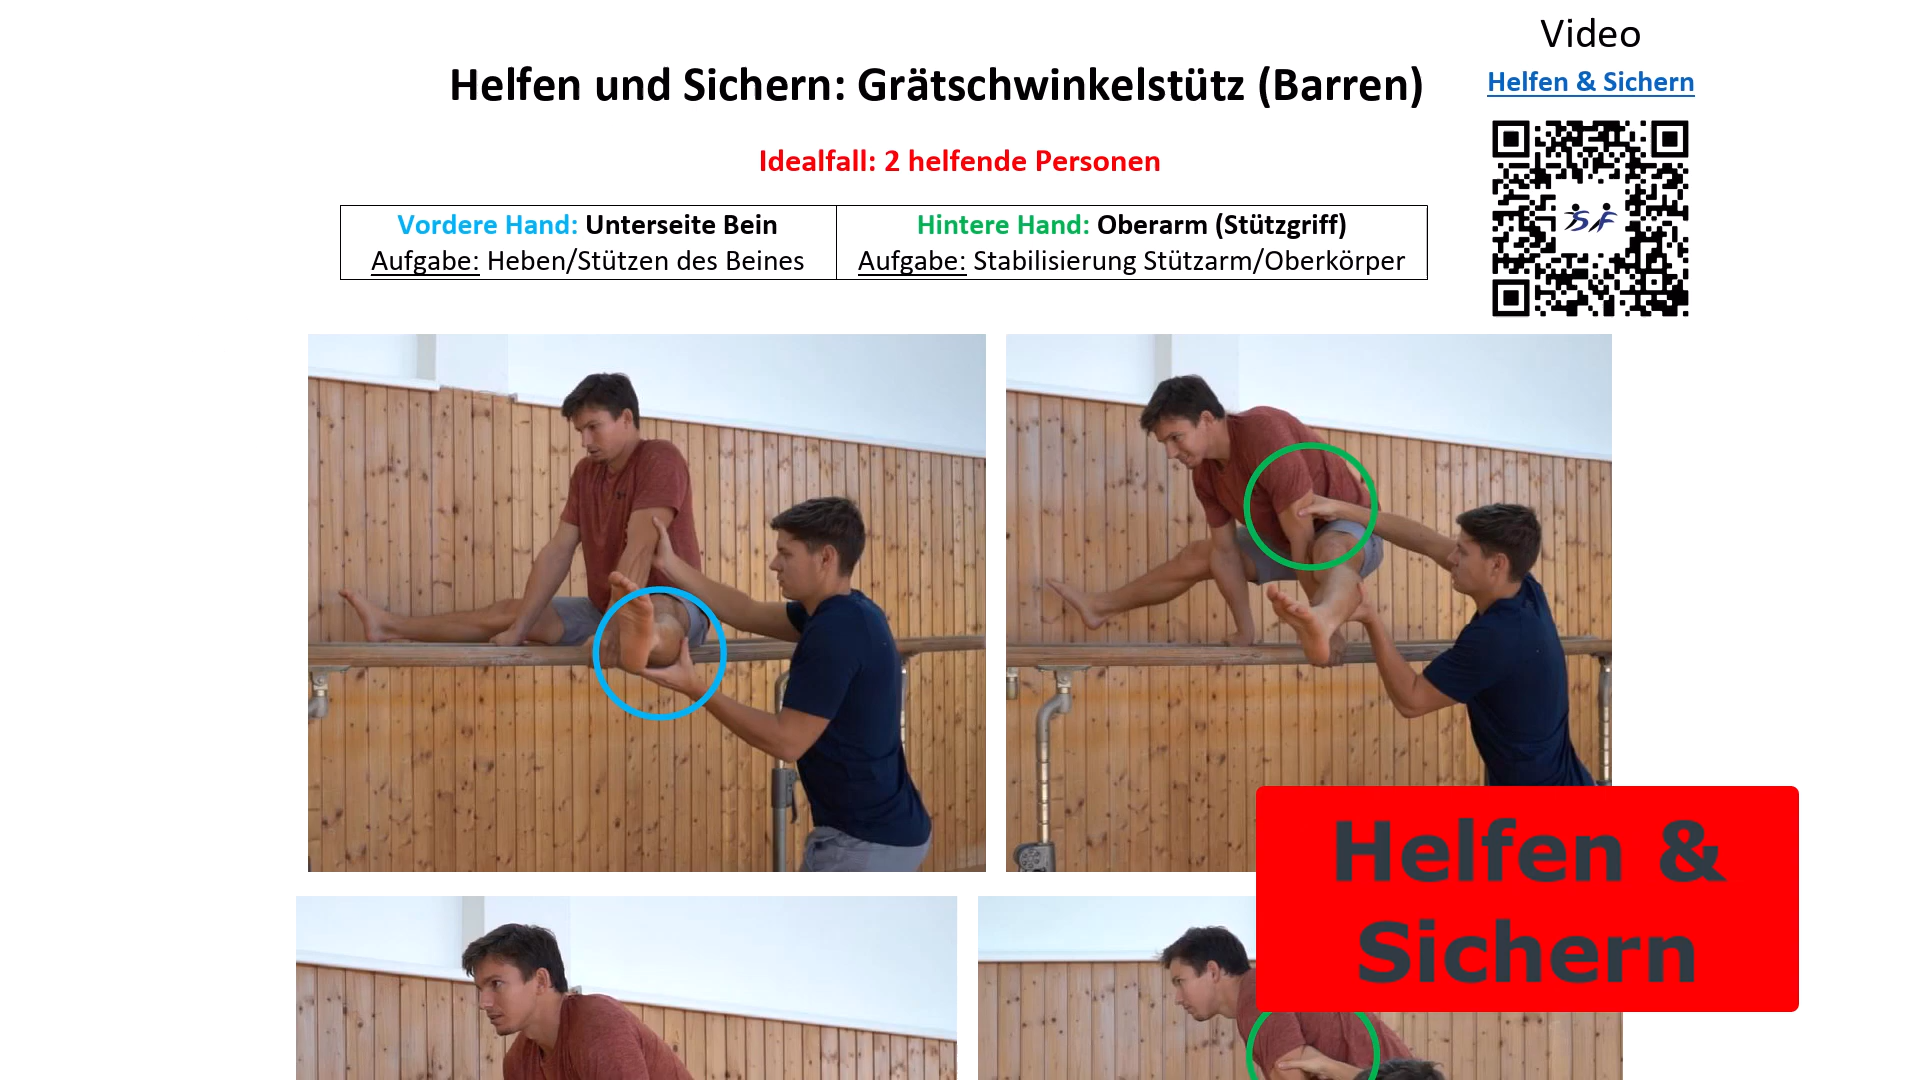 Video
Helfen und Sichern: Grätschwinkelstütz (Barren)
Helfen & Sichern
Idealfall: 2 helfende Personen
Vordere Hand: Unterseite Bein
Aufgabe: Heben/Stützen des Beines
Hintere Hand: Oberarm (Stützgriff)
Aufgabe: Stabilisierung Stützarm/Oberkörper
SF
Helfen &
Sichern